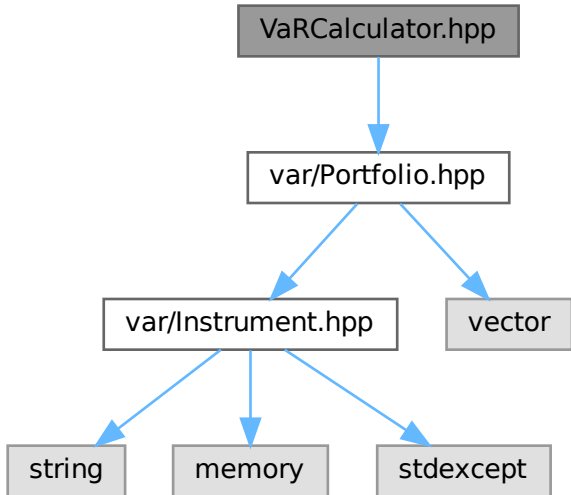 VaRCalculator.hpp
var/Portfolio.hpp
var/Instrument.hpp
vector
string
memory
stdexcept